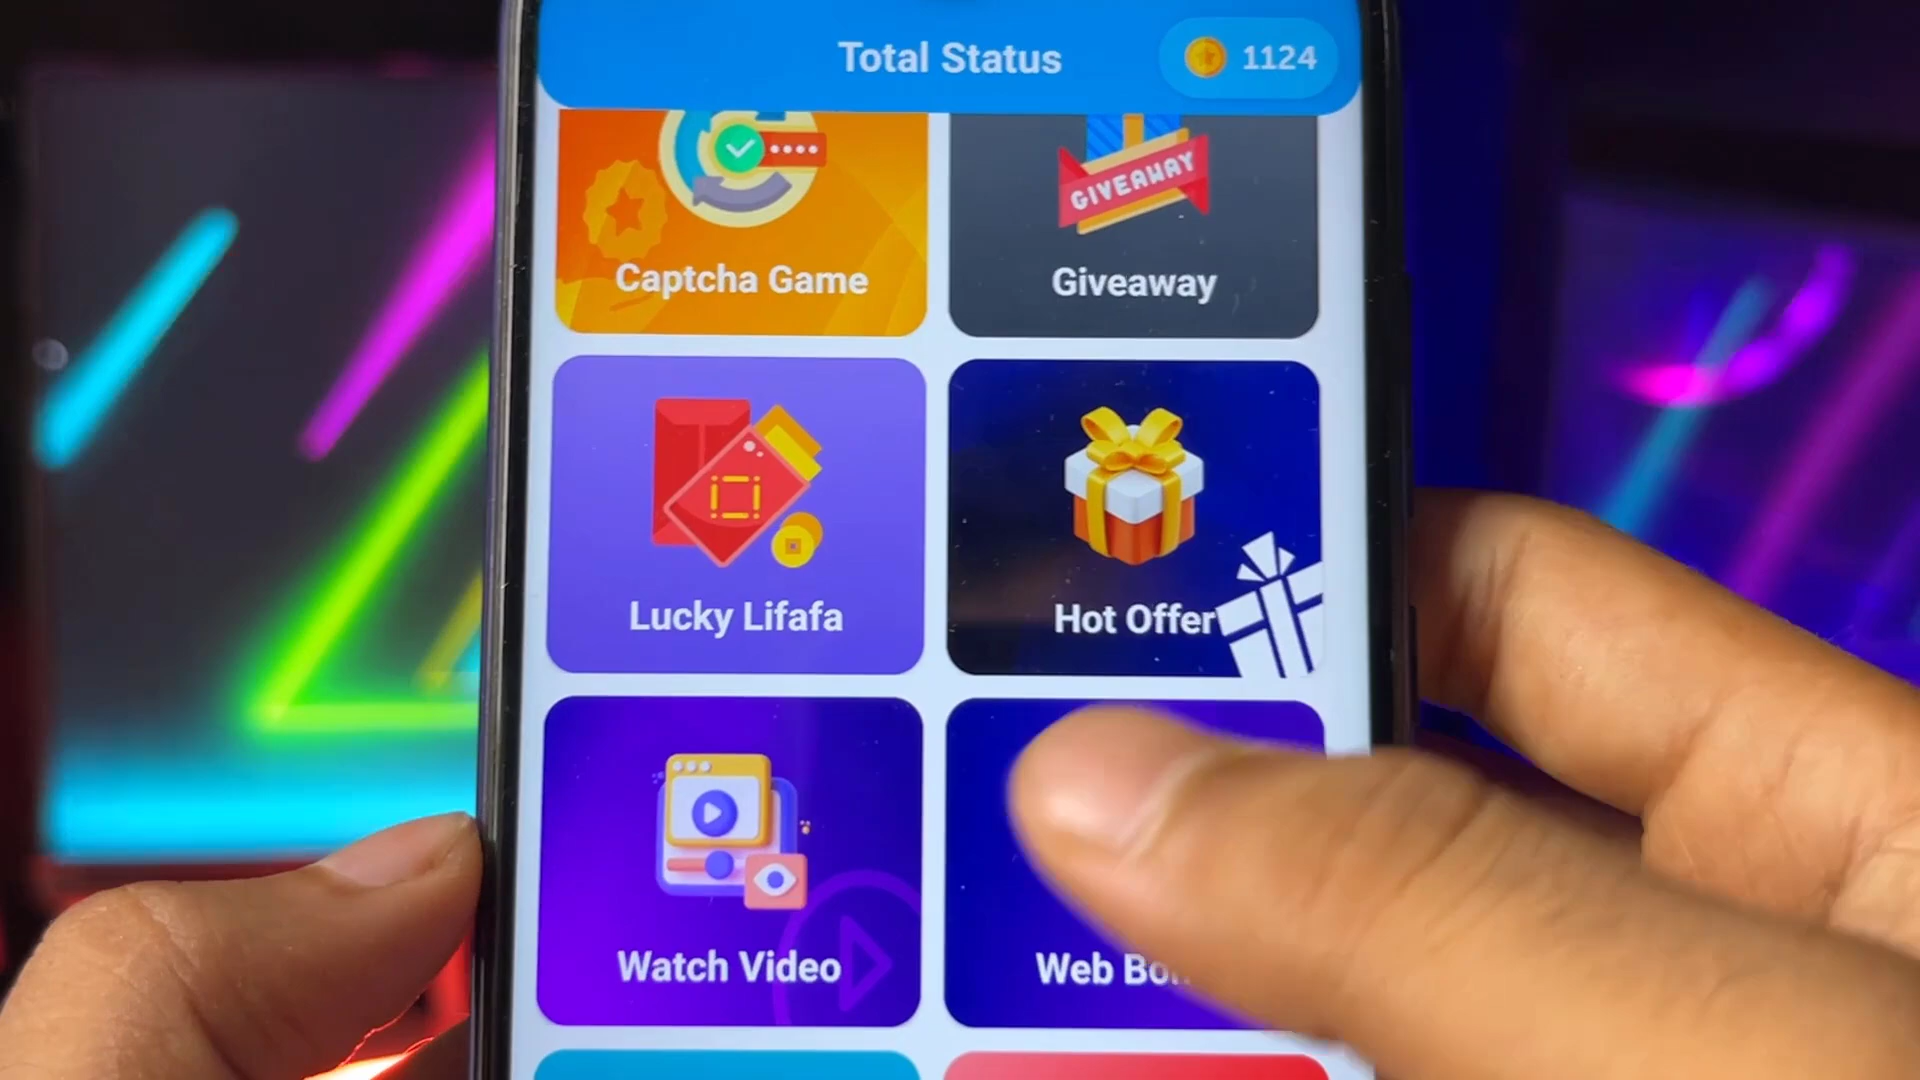 Total Status
1124
GIVEAWAY
Captcha Game
Giveaway
Lucky Lifafa
Hot Offer
Watch Video
Web